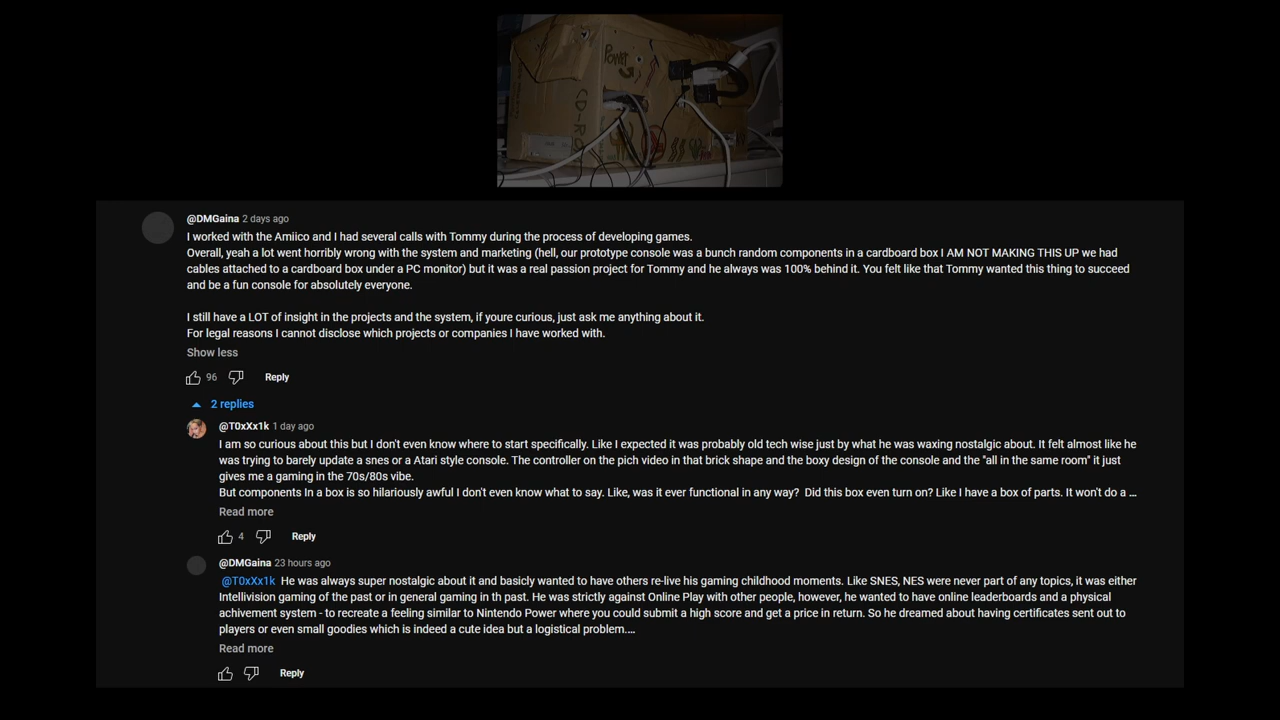 Power
CD-RO
@DMGaina 2 days ago
I worked with the Amiico and I had several calls with Tommy during the process of developing games.
Overall, yeah a lot went horribly wrong with the system and marketing (hell, our prototype console was a bunch random components in a cardboard box I AM NOT MAKING THIS UP we had
cables attached to a cardboard box under a PC monitor) but it was a real passion project for Tommy and he always was 100% behind it. You felt like that Tommy wanted this thing to succeed
and be a fun console for absolutely everyone.
I still have a LOT of insight in the projects and the system, if youre curious, just ask me anything about it.
For legal reasons I cannot disclose which projects or companies I have worked with.
Show less
96 Reply
2 replies
@T0xXx1k 1 day ago
I am so curious about this but I don't even know where to start specifically. Like I expected it was probably old tech wise just by what he was waxing nostalgic about. It felt almost like he
was trying to barely update a snes or a Atari style console. The controller on the pich video in that brick shape and the boxy design of the console and the "all in the same room" it just
gives me a gaming in the 70s/80s vibe.
But components In a box is so hilariously awful I don't even know what to say. Like, was it ever functional in any way? Did this box even turn on? Like I have a box of parts. It won't do a ...
Read more
4 Reply
@DMGaina 23 hours ago
@T0xXx1k He was always super nostalgic about it and basicly wanted to have others re-live his gaming childhood moments. Like SNES, NES were never part of any topics, it was either
Intellivision gaming of the past or in general gaming in th past. He was strictly against Online Play with other people, however, he wanted to have online leaderboards and a physical
achivement system - to recreate a feeling similar to Nintendo Power where you could submit a high score and get a price in return. So he dreamed about having certificates sent out to
players or even small goodies which is indeed a cute idea but a logistical problem....
Read more
Reply